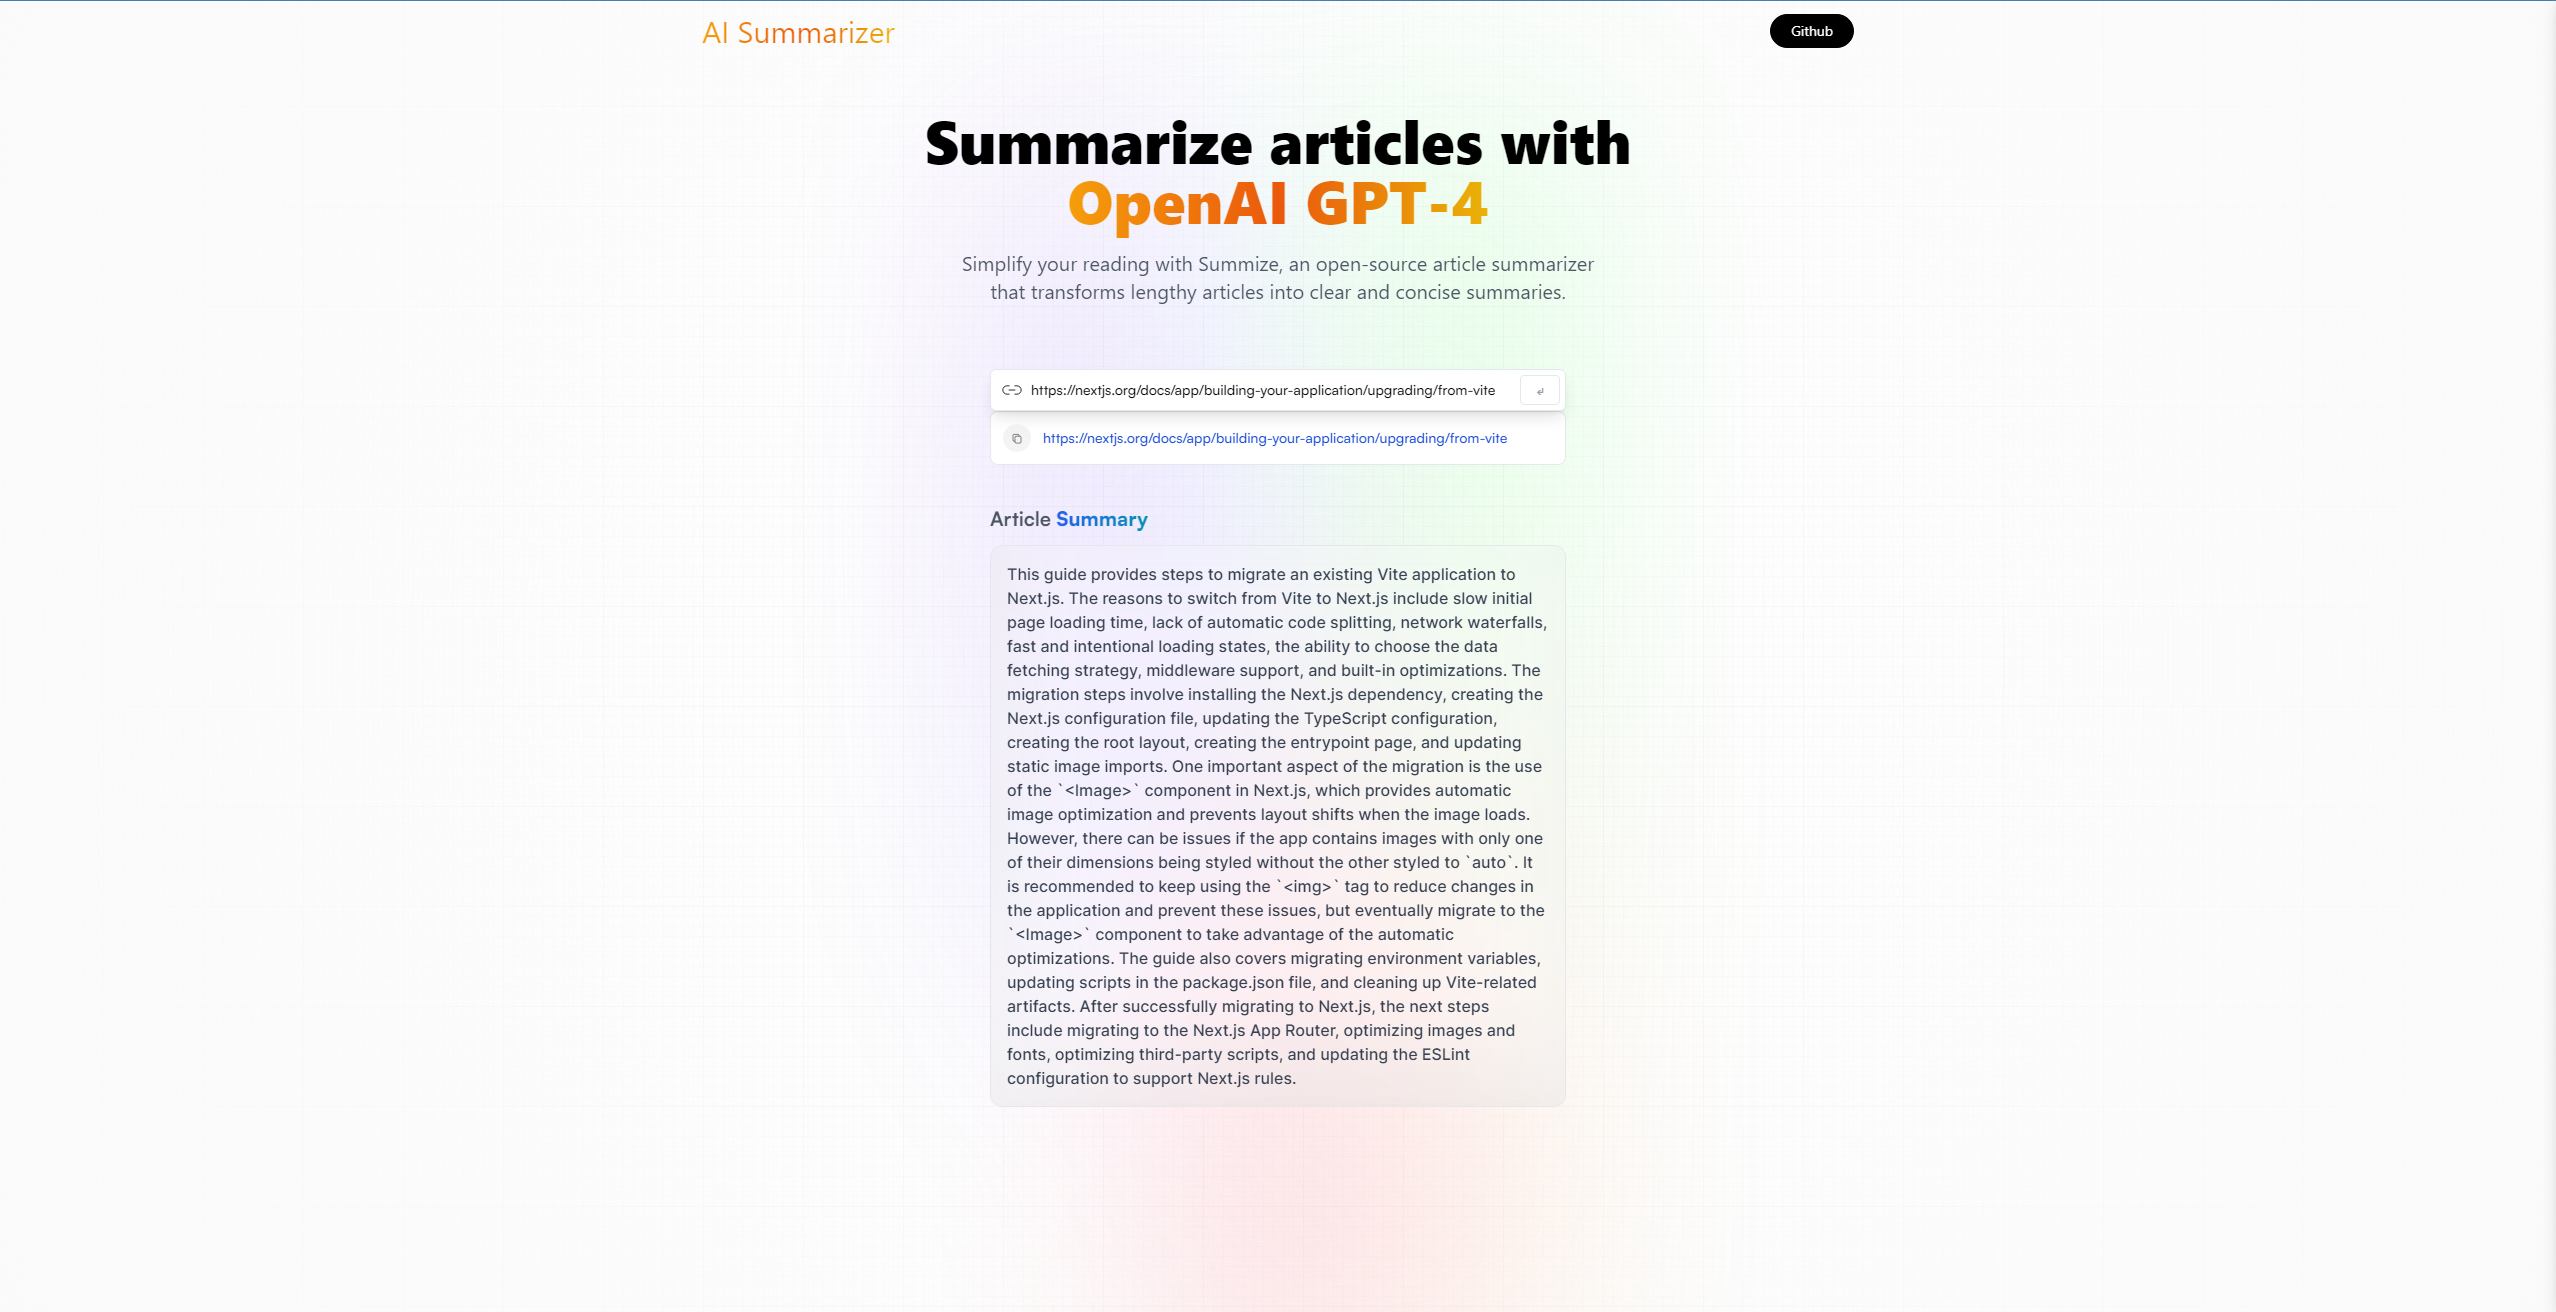 AI Summarizer
Github
Summarize articles with
OpenAI GPT-4
Simplify your reading with Summize, an open-source article summarizer
that transforms lengthy articles into clear and concise summaries.
https://nextjs.org/docs/app/building-your-application/upgrading/from-vite
https://nextjs.org/docs/app/building-your-application/upgrading/from-vite
Article Summary
This guide provides steps to migrate an existing Vite application to
Next.js. The reasons to switch from Vite to Next.js include slow initial
page loading time, lack of automatic code splitting, network waterfalls,
fast and intentional loading states, the ability to choose the data
fetching strategy, middleware support, and built-in optimizations. The
migration steps involve installing the Next.js dependency, creating the
Next.js configuration file, updating the TypeScript configuration,
creating the root layout, creating the entrypoint page, and updating
static image imports. One important aspect of the migration is the use
of the `<Image>` component in Next.js, which provides automatic
image optimization and prevents layout shifts when the image loads.
However, there can be issues if the app contains images with only one
of their dimensions being styled without the other styled to `auto`. It
is recommended to keep using the `<img>` tag to reduce changes in
the application and prevent these issues, but eventually migrate to the
`<Image>` component to take advantage of the automatic
optimizations. The guide also covers migrating environment variables,
updating scripts in the package.json file, and cleaning up Vite-related
artifacts. After successfully migrating to Next.js, the next steps
include migrating to the Next.js App Router, optimizing images and
fonts, optimizing third-party scripts, and updating the ESLint
configuration to support Next.js rules.